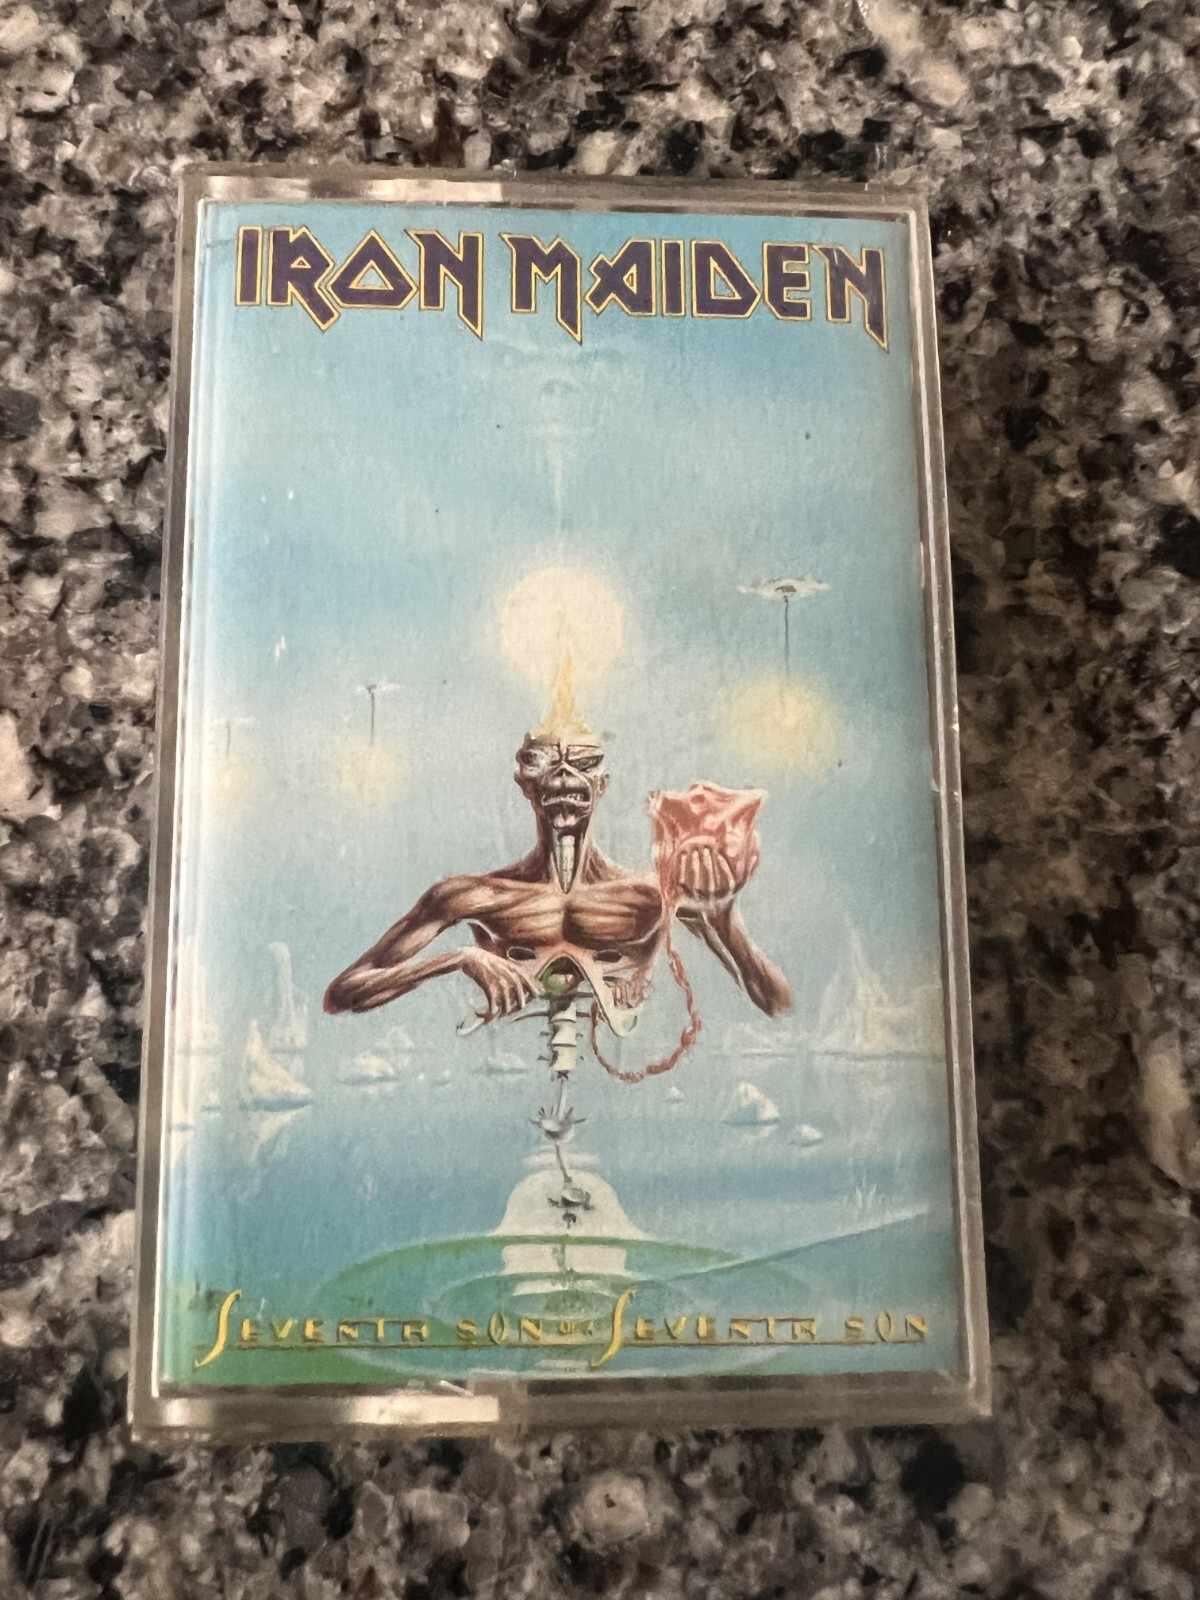 IRON MAIDEN
SEVENTH SON OF A SEVENTH SON